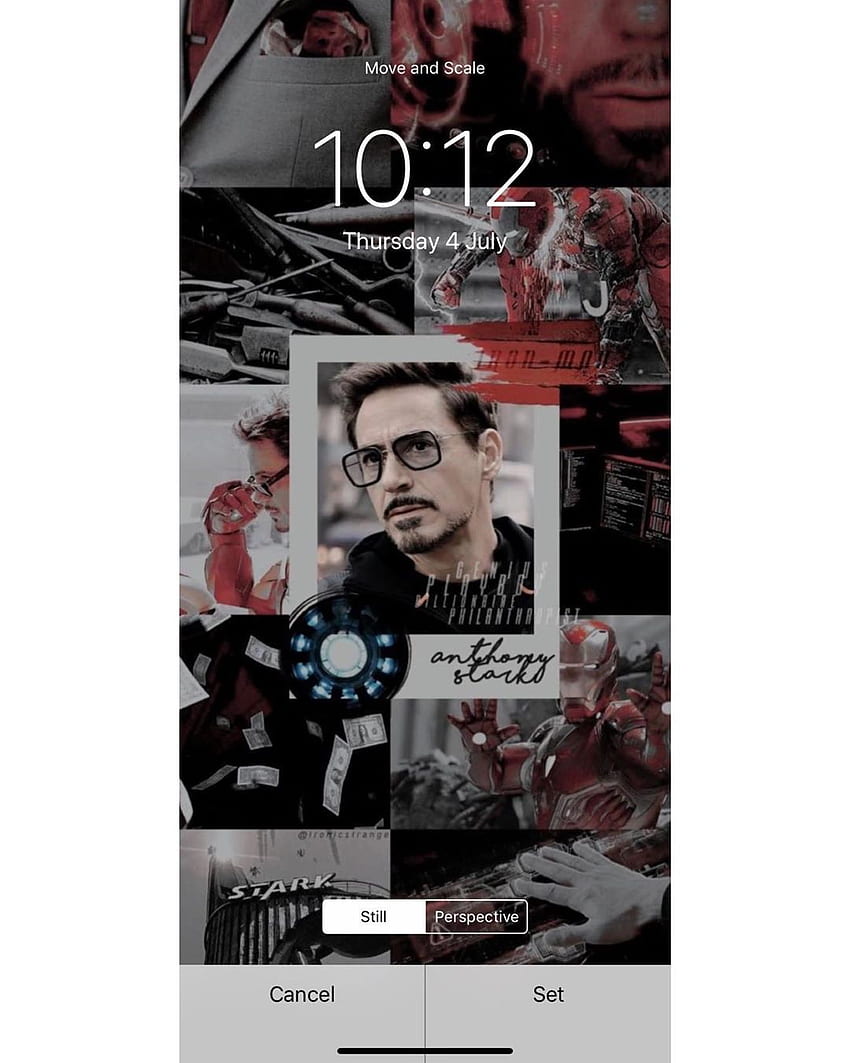 Move and Scale
10:12
Thursday 4 July
IRON-MAN
GENIUS
PLAYBOY
BILLIONAIRE
PHILANTHROPIST
anthony
stark
@ironicstrange
STARK
Still
Perspective
Cancel
Set